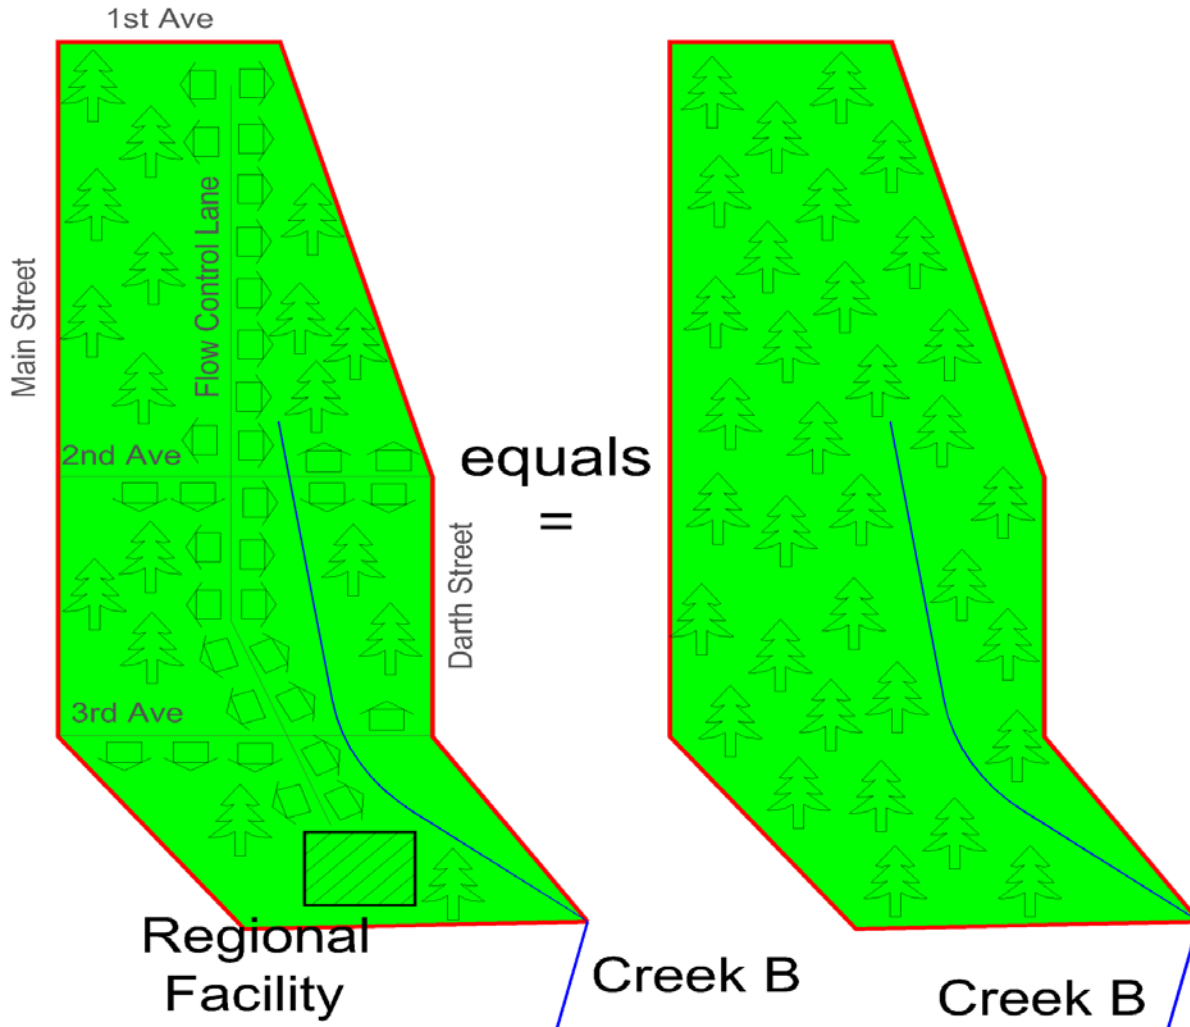 1st Ave
Main Street
Flow Control Lane
2nd Ave
equals
=
Darth Street
3rd Ave
Regional
Facility
Creek B
Creek B